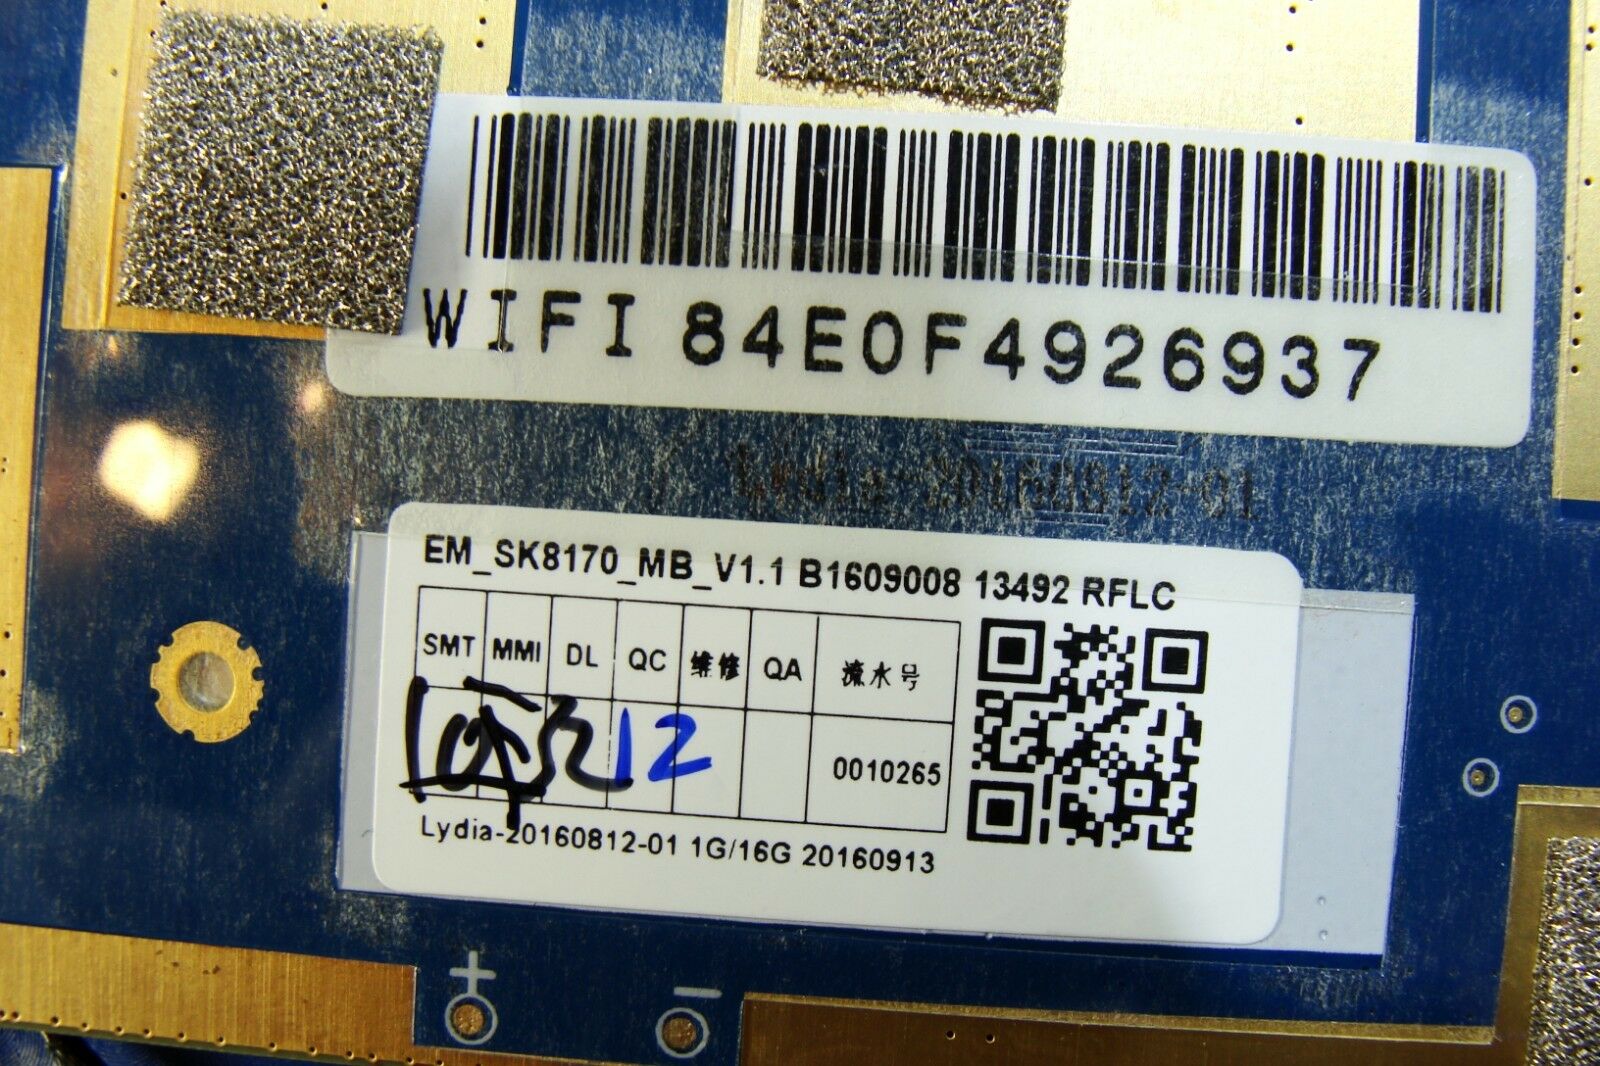 WIFI 84E0F4926937
Lydia-20160812-01
EM_SK8170_MB_V1.1 B1609008 13492 RFLC
SMT MMI DL QC 维修 QA 流水号
12 0010265
Lydia-20160812-01 1G/16G 20160913
+ −